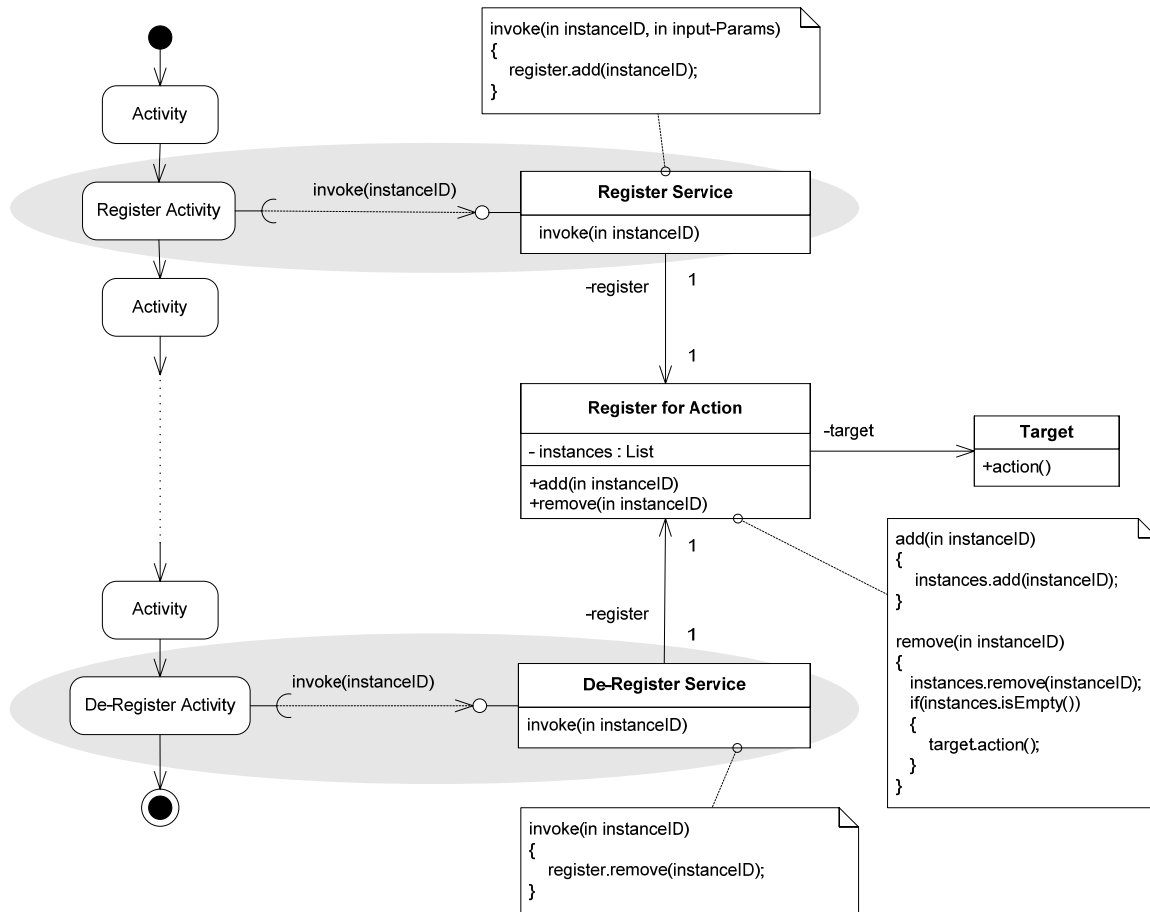 invoke(in instanceID, in input-Params)
{
register.add(instanceID);
}
Activity
Register Activity
invoke(instanceID)
Register Service
invoke(in instanceID)
Activity
-register
1
1
Register for Action
- instances : List
+add(in instanceID)
+remove(in instanceID)
-target
Target
+action()
add(in instanceID)
{
instances.add(instanceID);
}
remove(in instanceID)
{
instances.remove(instanceID);
if(instances.isEmpty())
{
target.action();
}
}
1
-register
1
Activity
De-Register Activity
invoke(instanceID)
De-Register Service
invoke(in instanceID)
invoke(in instanceID)
{
register.remove(instanceID);
}